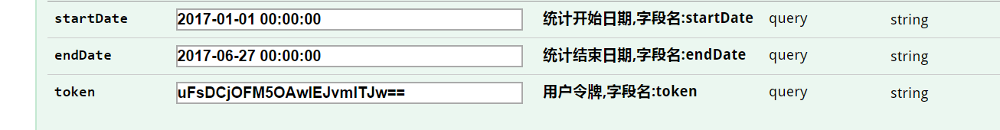 startDate 2017-01-01 00:00:00 统计开始日期,字段名:startDate query string
endDate 2017-06-27 00:00:00 统计结束日期,字段名:endDate query string
token uFsDCjOFM5OAwIEJvmITJw== 用户令牌,字段名:token query string